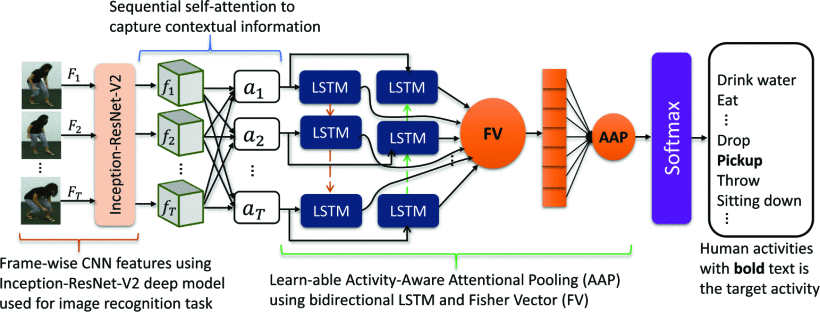 Sequential self-attention to
capture contextual information
F1
F2
⋮
FT
Inception-ResNet-V2
f1
f2
⋮
fT
a1
a2
⋮
aT
LSTM
LSTM
LSTM
LSTM
LSTM
LSTM
⋮
FV
AAP
Softmax
Drink water
Eat
⋮
Drop
Pickup
Throw
Sitting down
⋮
Frame-wise CNN features using
Inception-ResNet-V2 deep model
used for image recognition task
Learn-able Activity-Aware Attentional Pooling (AAP)
using bidirectional LSTM and Fisher Vector (FV)
Human activities
with bold text is
the target activity